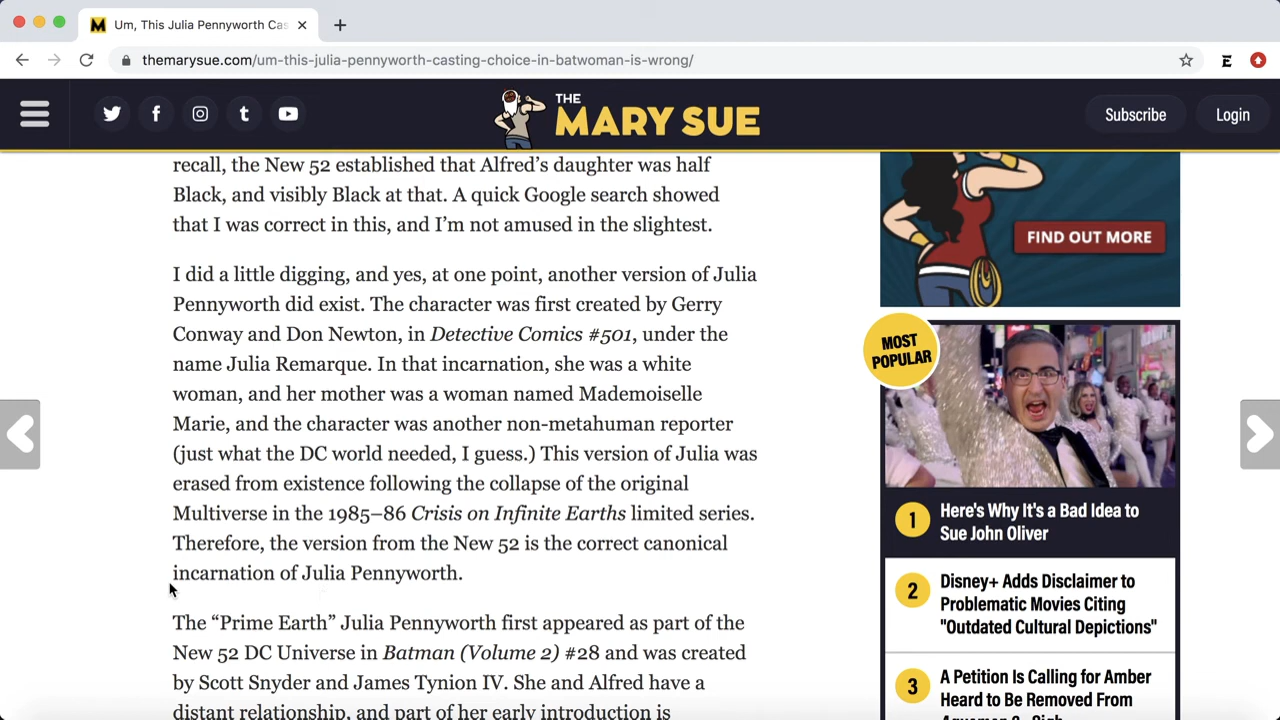 Um, This Julia Pennyworth Cas
themarysue.com/um-this-julia-pennyworth-casting-choice-in-batwoman-is-wrong/
THE
MARY SUE
Subscribe
Login
recall, the New 52 established that Alfred’s daughter was half
Black, and visibly Black at that. A quick Google search showed
that I was correct in this, and I’m not amused in the slightest.
I did a little digging, and yes, at one point, another version of Julia
Pennyworth did exist. The character was first created by Gerry
Conway and Don Newton, in Detective Comics #501, under the
name Julia Remarque. In that incarnation, she was a white
woman, and her mother was a woman named Mademoiselle
Marie, and the character was another non-metahuman reporter
(just what the DC world needed, I guess.) This version of Julia was
erased from existence following the collapse of the original
Multiverse in the 1985–86 Crisis on Infinite Earths limited series.
Therefore, the version from the New 52 is the correct canonical
incarnation of Julia Pennyworth.
The “Prime Earth” Julia Pennyworth first appeared as part of the
New 52 DC Universe in Batman (Volume 2) #28 and was created
by Scott Snyder and James Tynion IV. She and Alfred have a
distant relationship, and part of her early introduction is
FIND OUT MORE
MOST
POPULAR
1
Here's Why It's a Bad Idea to
Sue John Oliver
2
Disney+ Adds Disclaimer to
Problematic Movies Citing
"Outdated Cultural Depictions"
3
A Petition Is Calling for Amber
Heard to Be Removed From